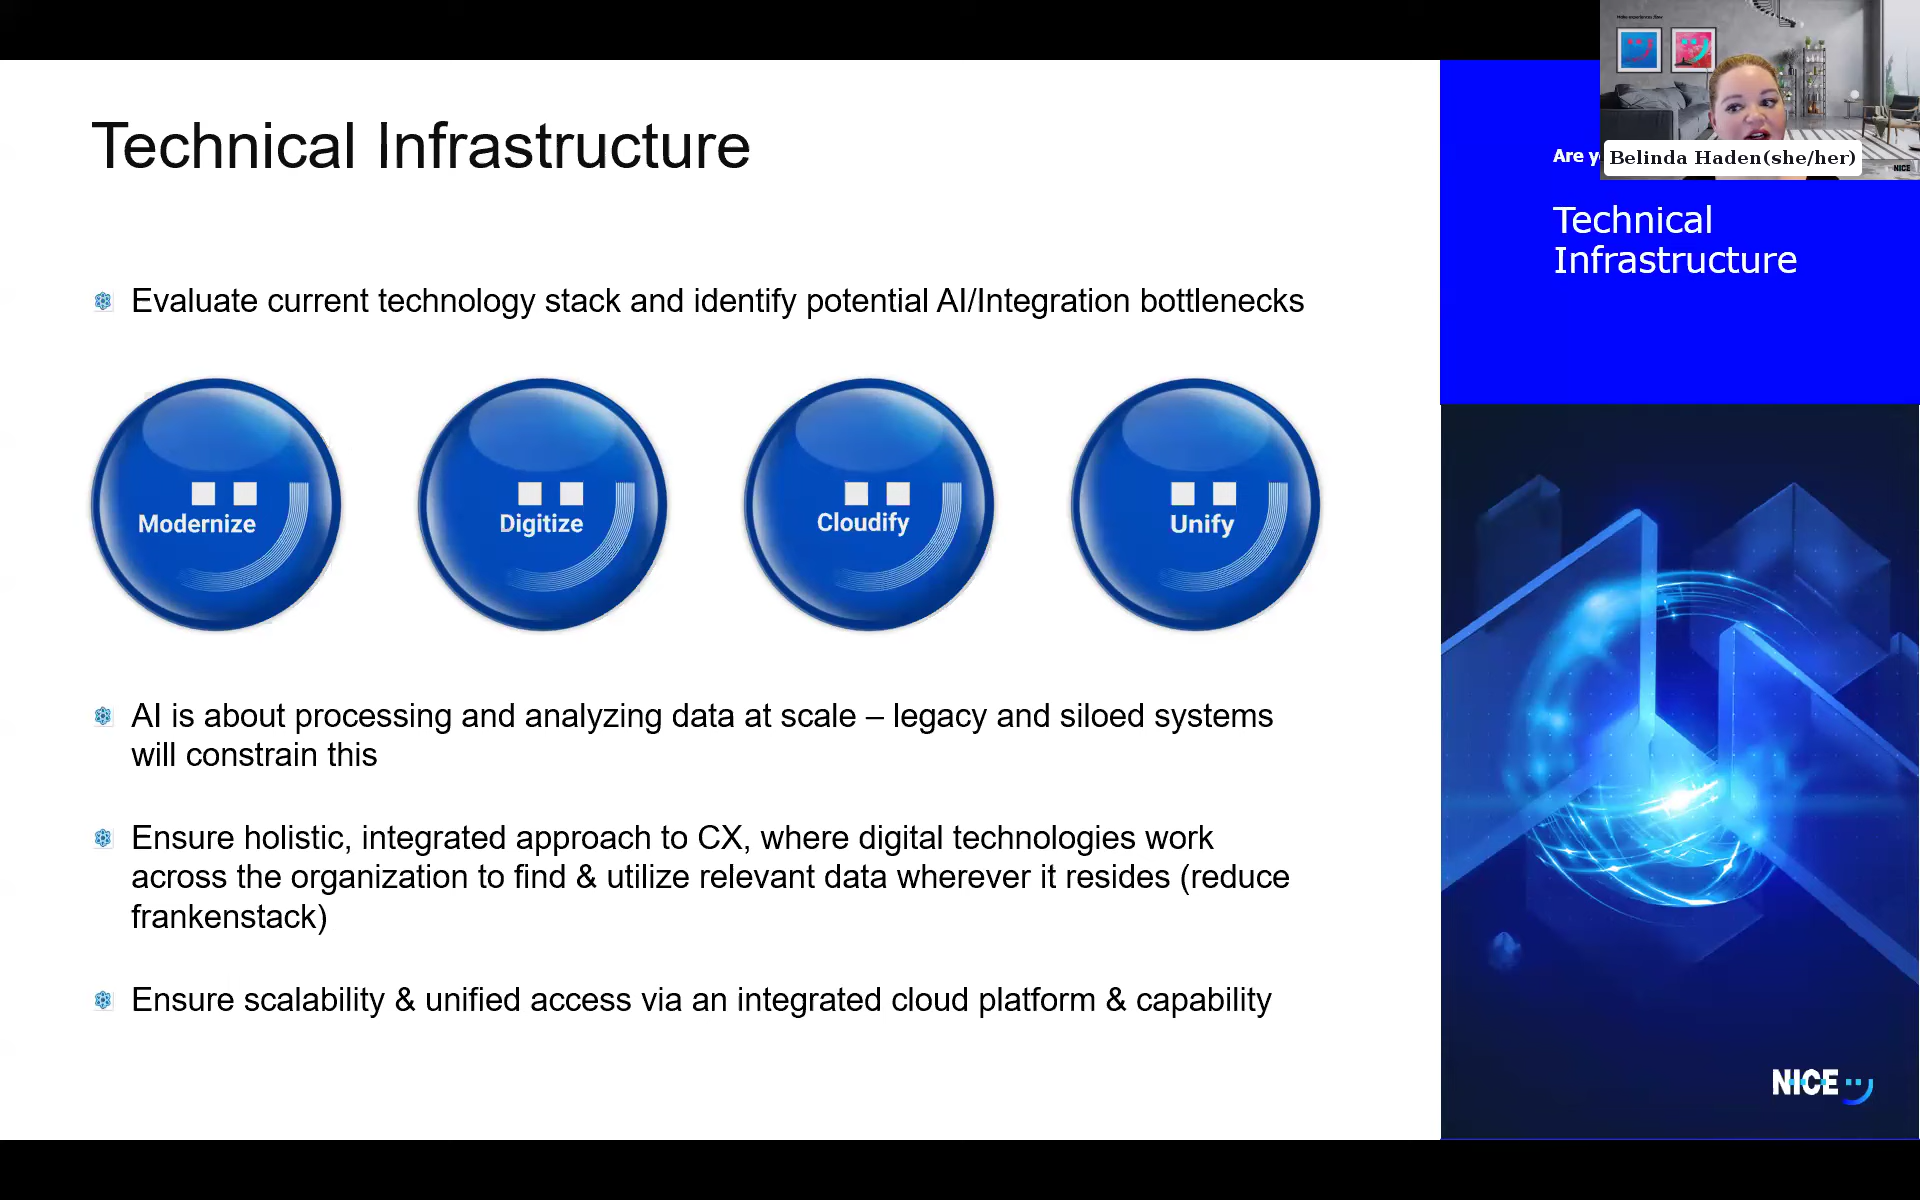 Technical Infrastructure
Evaluate current technology stack and identify potential AI/Integration bottlenecks
Modernize
Digitize
Cloudify
Unify
AI is about processing and analyzing data at scale – legacy and siloed systems
will constrain this
Ensure holistic, integrated approach to CX, where digital technologies work
across the organization to find & utilize relevant data wherever it resides (reduce
frankenstack)
Ensure scalability & unified access via an integrated cloud platform & capability
Are
Belinda Haden(she/her)
NICE
Technical
Infrastructure
NICE